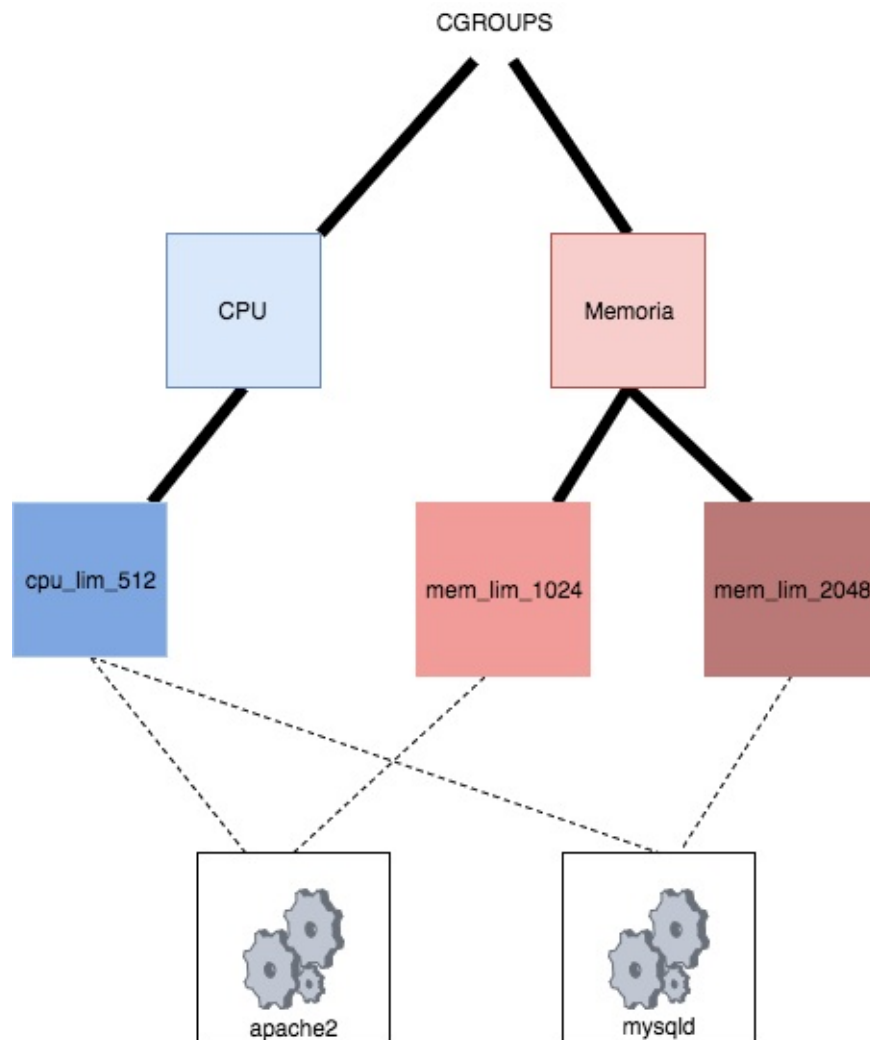 CGROUPS
CPU
Memoria
cpu_lim_512
mem_lim_1024
mem_lim_2048
apache2
mysqld